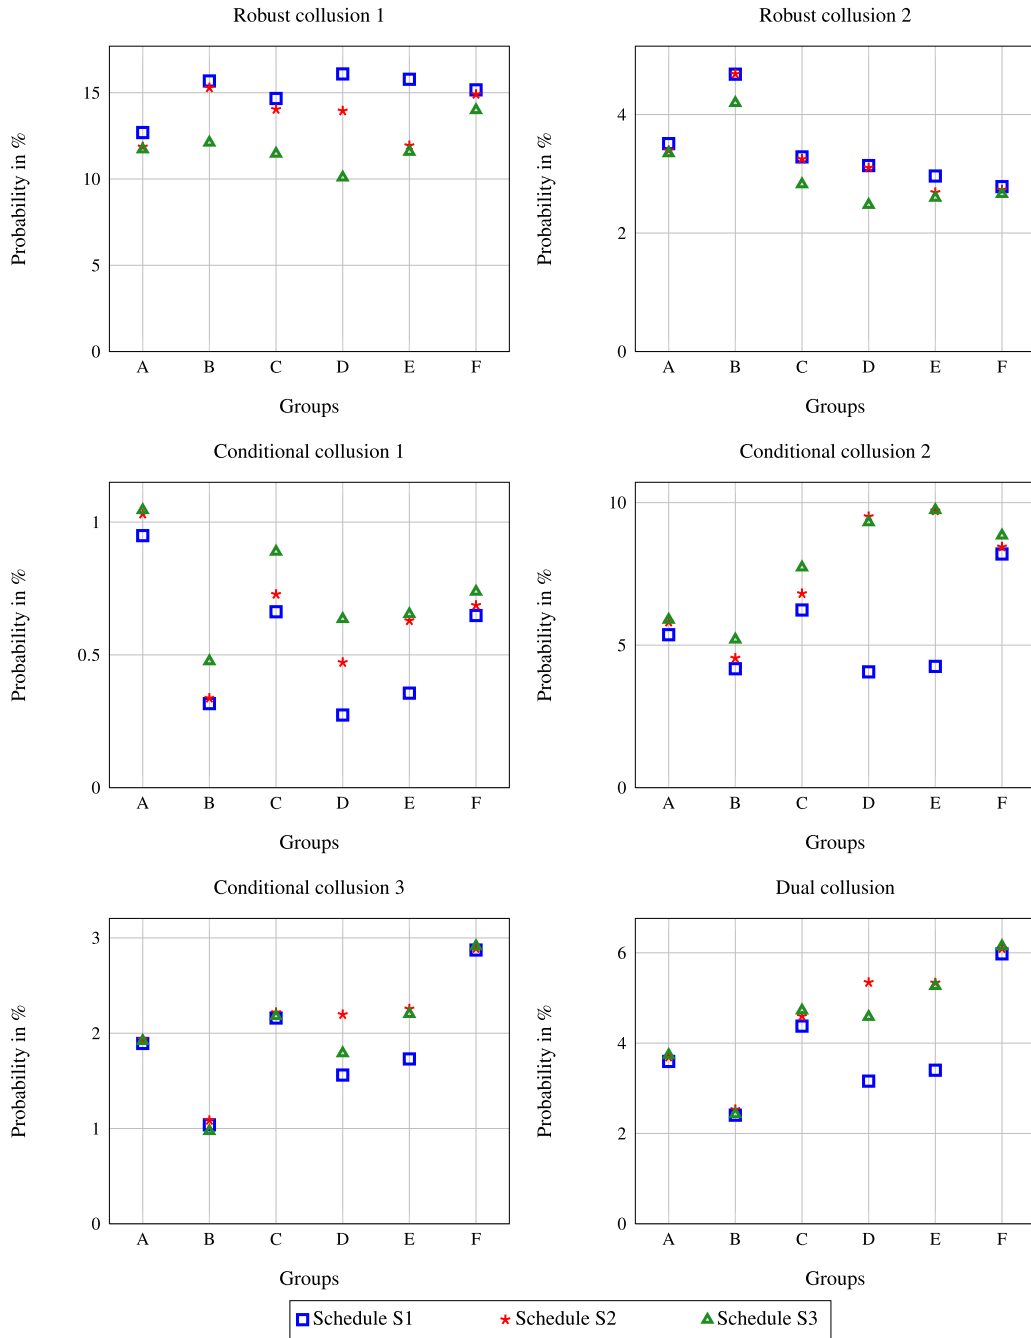 Robust collusion 1
Robust collusion 2
Probability in %
15
10
5
0
A B C D E F
Groups
Probability in %
4
2
0
A B C D E F
Groups
Conditional collusion 1
Conditional collusion 2
Probability in %
1
0.5
0
A B C D E F
Groups
Probability in %
10
5
0
A B C D E F
Groups
Conditional collusion 3
Dual collusion
Probability in %
3
2
1
0
A B C D E F
Groups
Probability in %
6
4
2
0
A B C D E F
Groups
Schedule S1 Schedule S2 Schedule S3